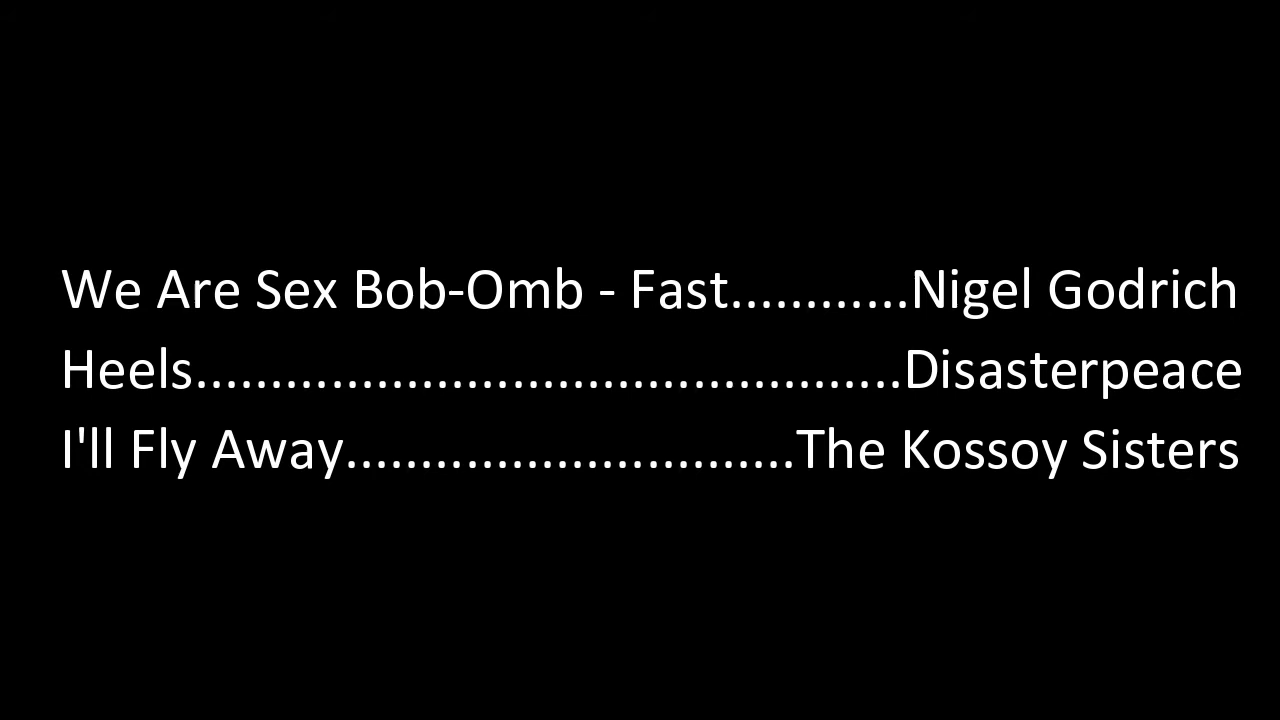 We Are Sex Bob-Omb - Fast............Nigel Godrich
Heels...............................................Disasterpeace
I'll Fly Away..............................The Kossoy Sisters